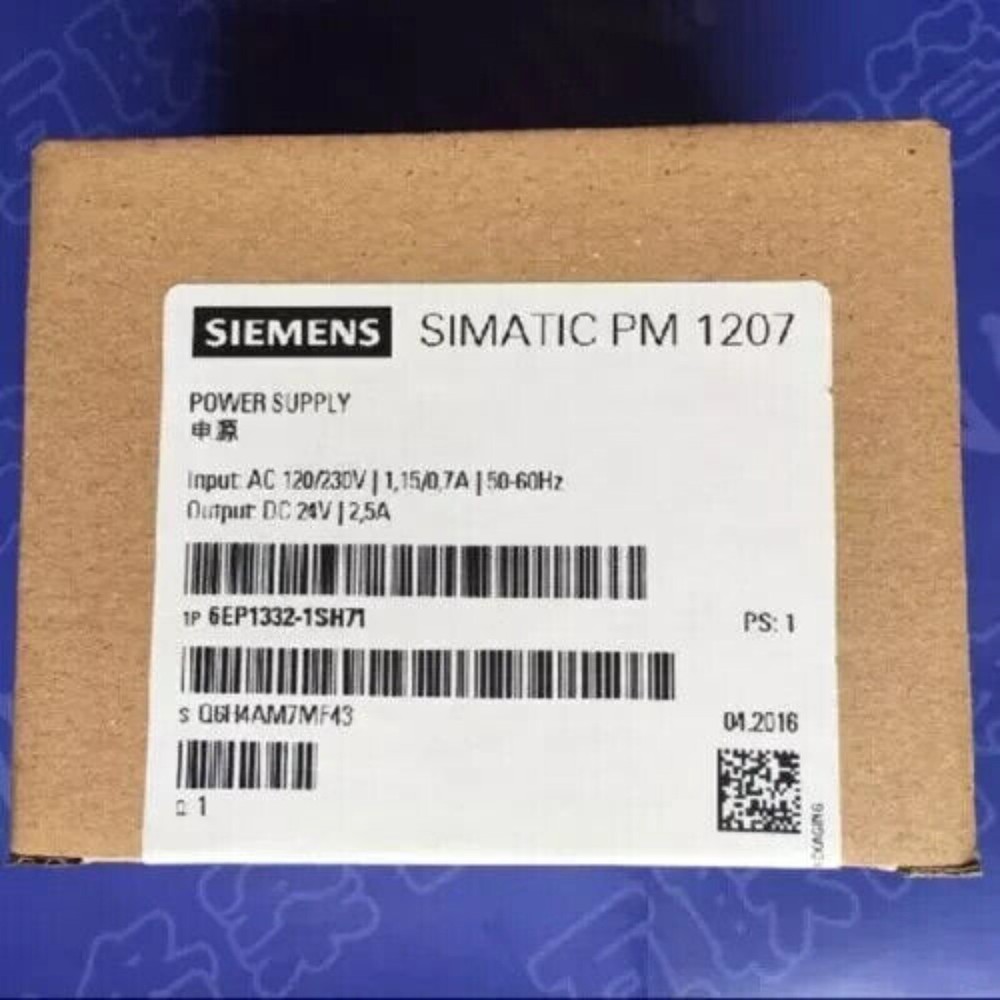 SIEMENS SIMATIC PM 1207
POWER SUPPLY
电源
Input: AC 120/230V | 1,15/0,7A | 50-60Hz
Output: DC 24V | 2,5A
1P 6EP1332-1SH71
PS: 1
S Q6H4AM7MF43
04.2016
Q 1